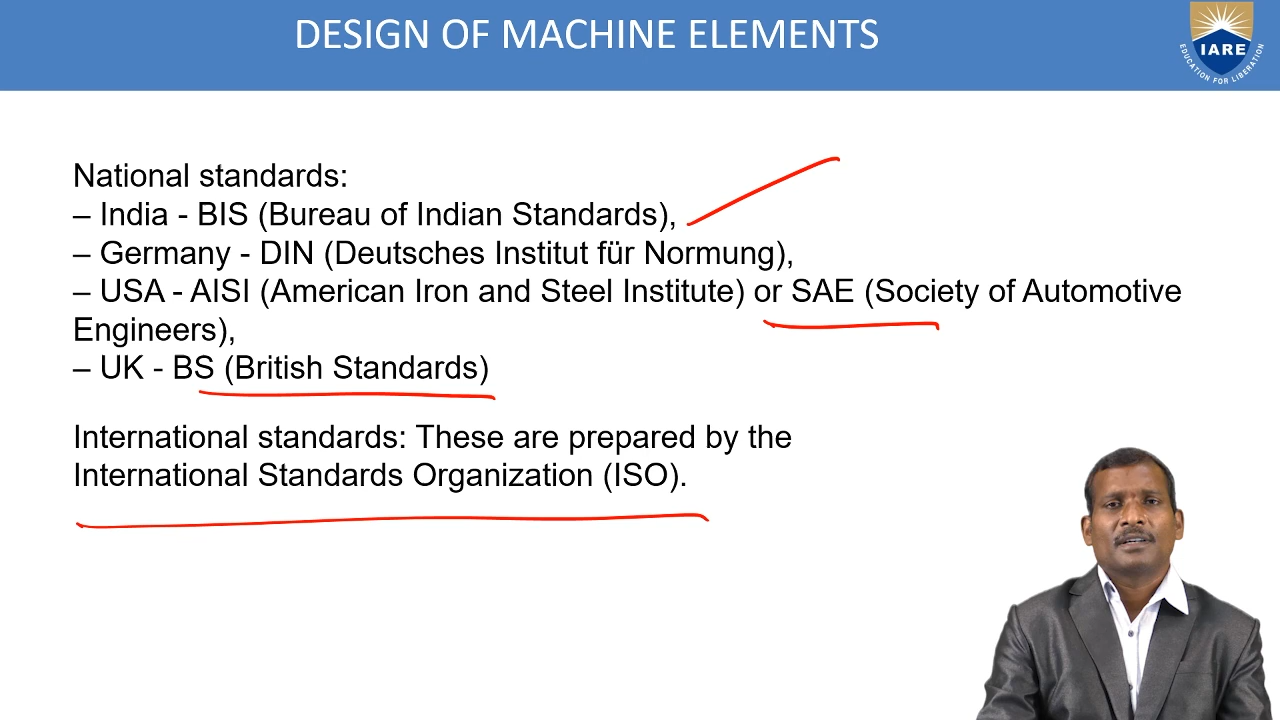 DESIGN OF MACHINE ELEMENTS
IARE
EDUCATION FOR LIBERATION
National standards:
– India - BIS (Bureau of Indian Standards),
– Germany - DIN (Deutsches Institut für Normung),
– USA - AISI (American Iron and Steel Institute) or SAE (Society of Automotive
Engineers),
– UK - BS (British Standards)
International standards: These are prepared by the
International Standards Organization (ISO).